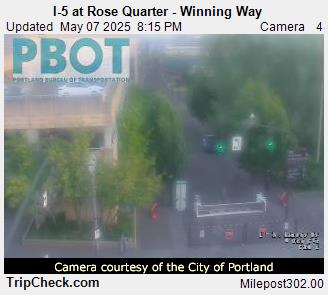 I-5 at Rose Quarter - Winning Way
Updated May 07 2025 8:15 PM Camera 4
PBOT
PORTLAND BUREAU OF TRANSPORTATION
Camera courtesy of the City of Portland
TripCheck.com Milepost302.00